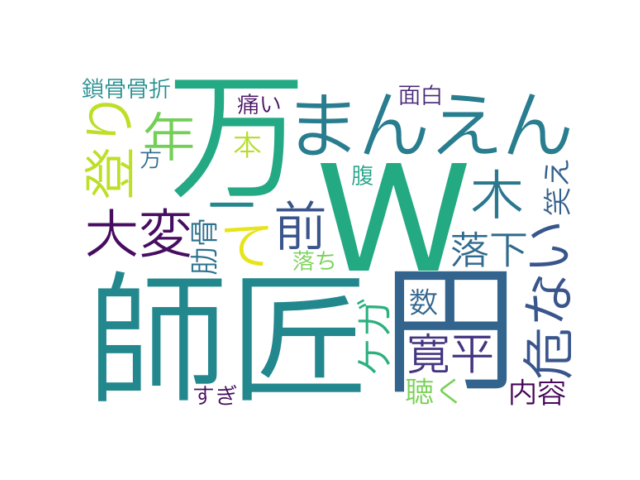 鎖骨骨折
万
痛い
面白
まんえん
登り
年
方
本
W
腹
木
笑え
大変
肋骨
ー
て
前
落下
危ない
落ち
師匠
円
数
ケガ
寛平
すぎ
聴く
内容